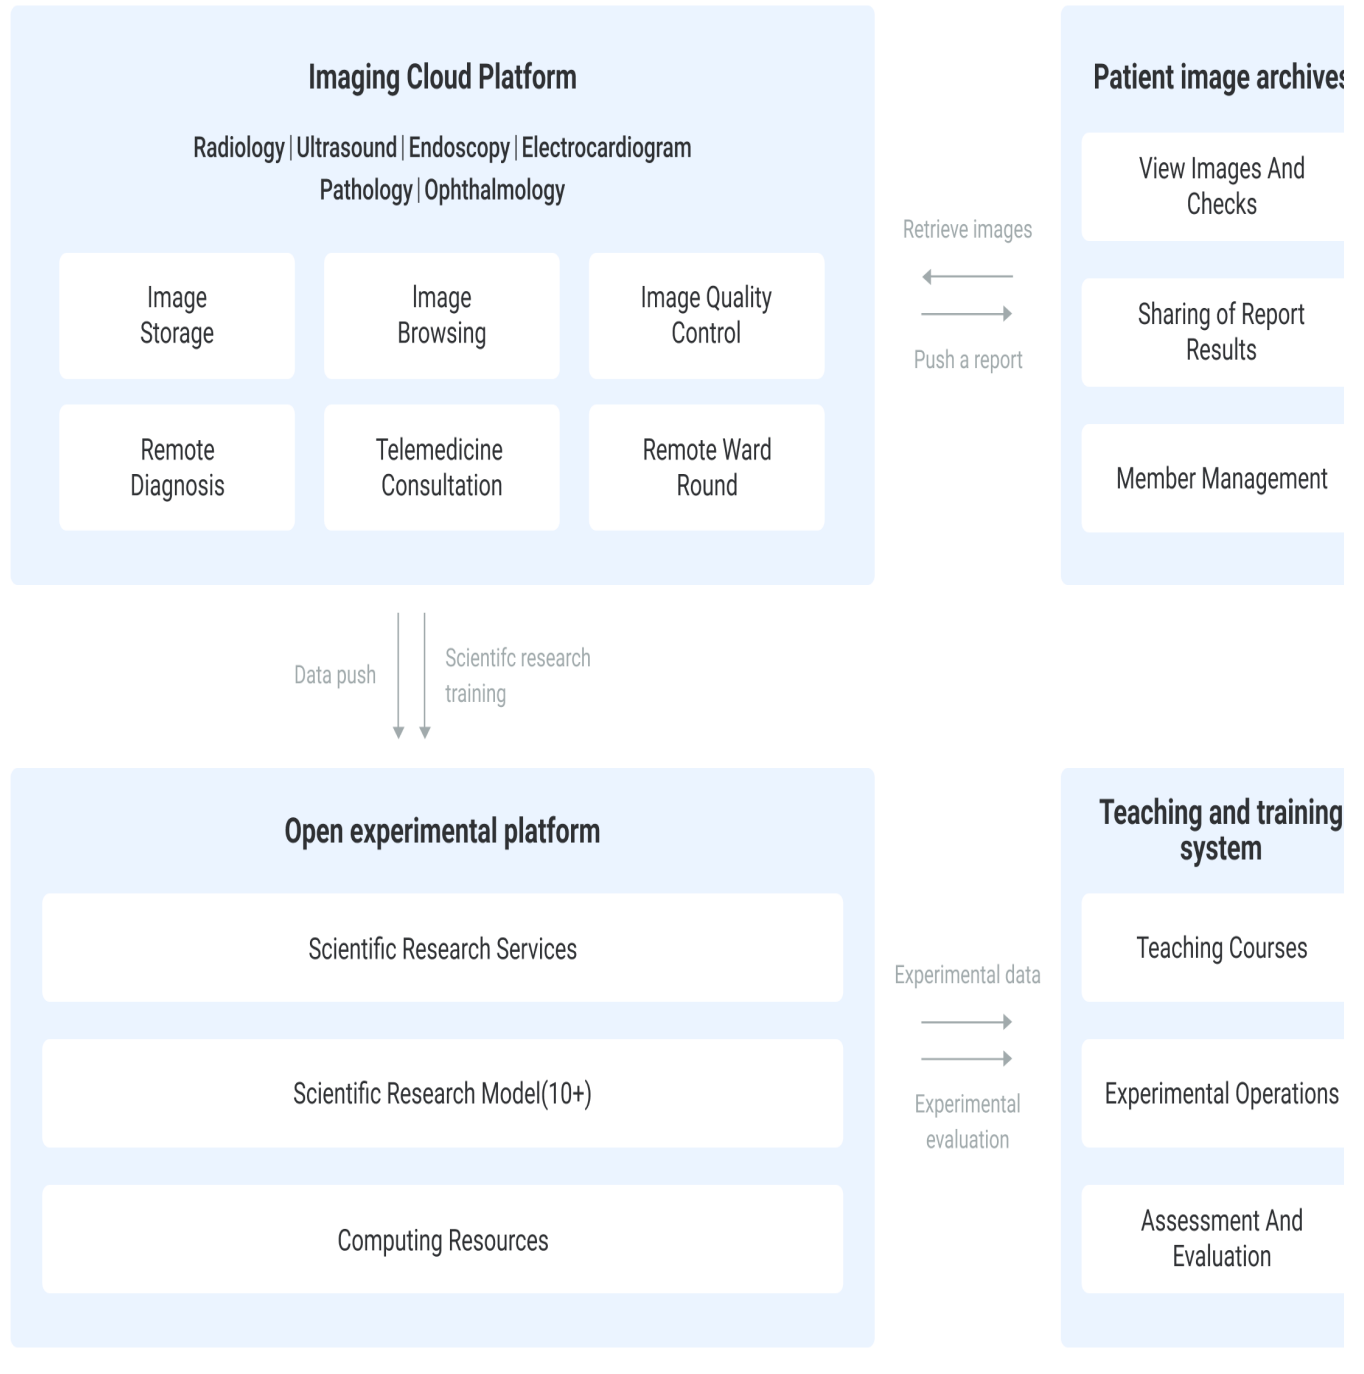 Imaging Cloud Platform
Radiology|Ultrasound|Endoscopy|Electrocardiogram
Pathology|Ophthalmology
Image
Storage
Image
Browsing
Image Quality
Control
Remote
Diagnosis
Telemedicine
Consultation
Remote Ward
Round
Retrieve images
Push a report
Patient image archives
View Images And
Checks
Sharing of Report
Results
Member Management
Data push
Scientifc research
training
Open experimental platform
Scientific Research Services
Scientific Research Model(10+)
Computing Resources
Experimental data
Experimental
evaluation
Teaching and training
system
Teaching Courses
Experimental Operations
Assessment And
Evaluation